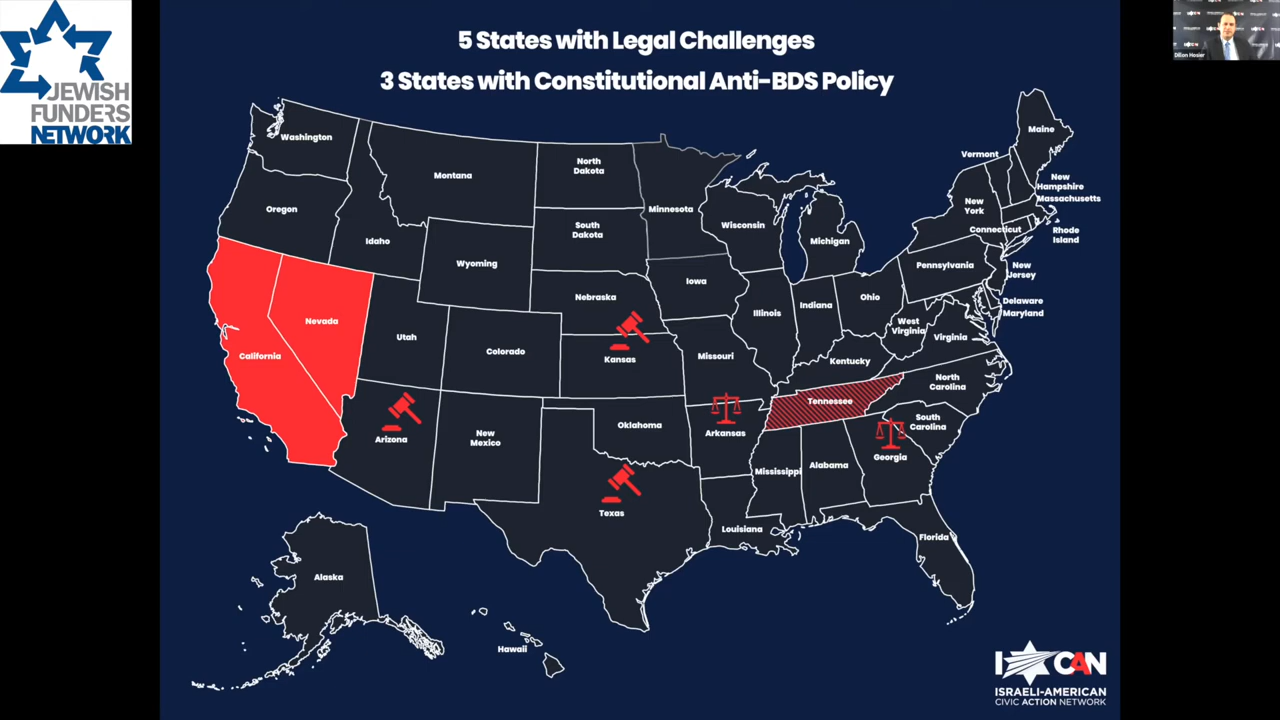 JEWISH
FUNDERS
NETWORK
5 States with Legal Challenges
3 States with Constitutional Anti-BDS Policy
Dillon Hosier
Washington
Oregon
California
Nevada
Idaho
Montana
Wyoming
Utah
Arizona
Colorado
New
Mexico
North
Dakota
South
Dakota
Nebraska
Kansas
Oklahoma
Texas
Minnesota
Iowa
Missouri
Arkansas
Louisiana
Wisconsin
Illinois
Michigan
Indiana
Ohio
Kentucky
Tennessee
Mississippi
Alabama
Georgia
Florida
South
Carolina
North
Carolina
Virginia
West
Virginia
Pennsylvania
New
York
Vermont
Maine
New
Hampshire
Massachusetts
Connecticut
Rhode
Island
New
Jersey
Delaware
Maryland
Alaska
Hawaii
I CAN
ISRAELI-AMERICAN
CIVIC ACTION NETWORK